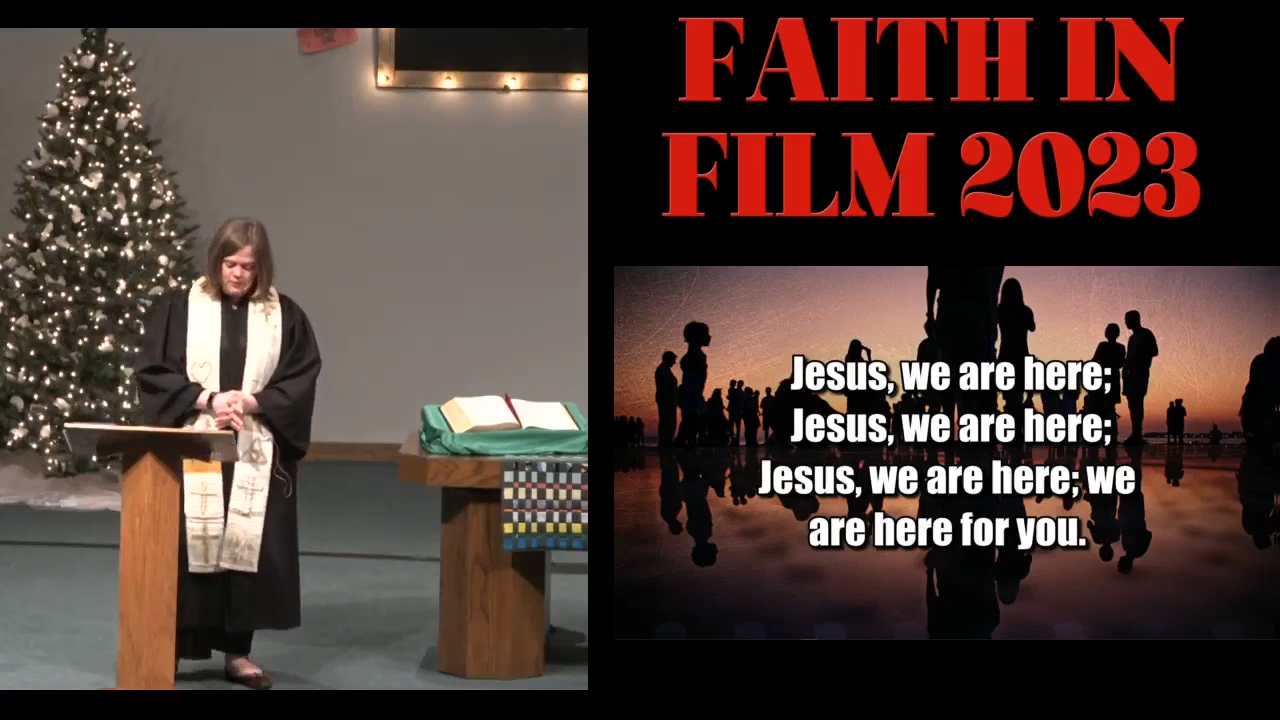 FAITH IN
FILM 2023
Jesus, we are here;
Jesus, we are here;
Jesus, we are here; we
are here for you.